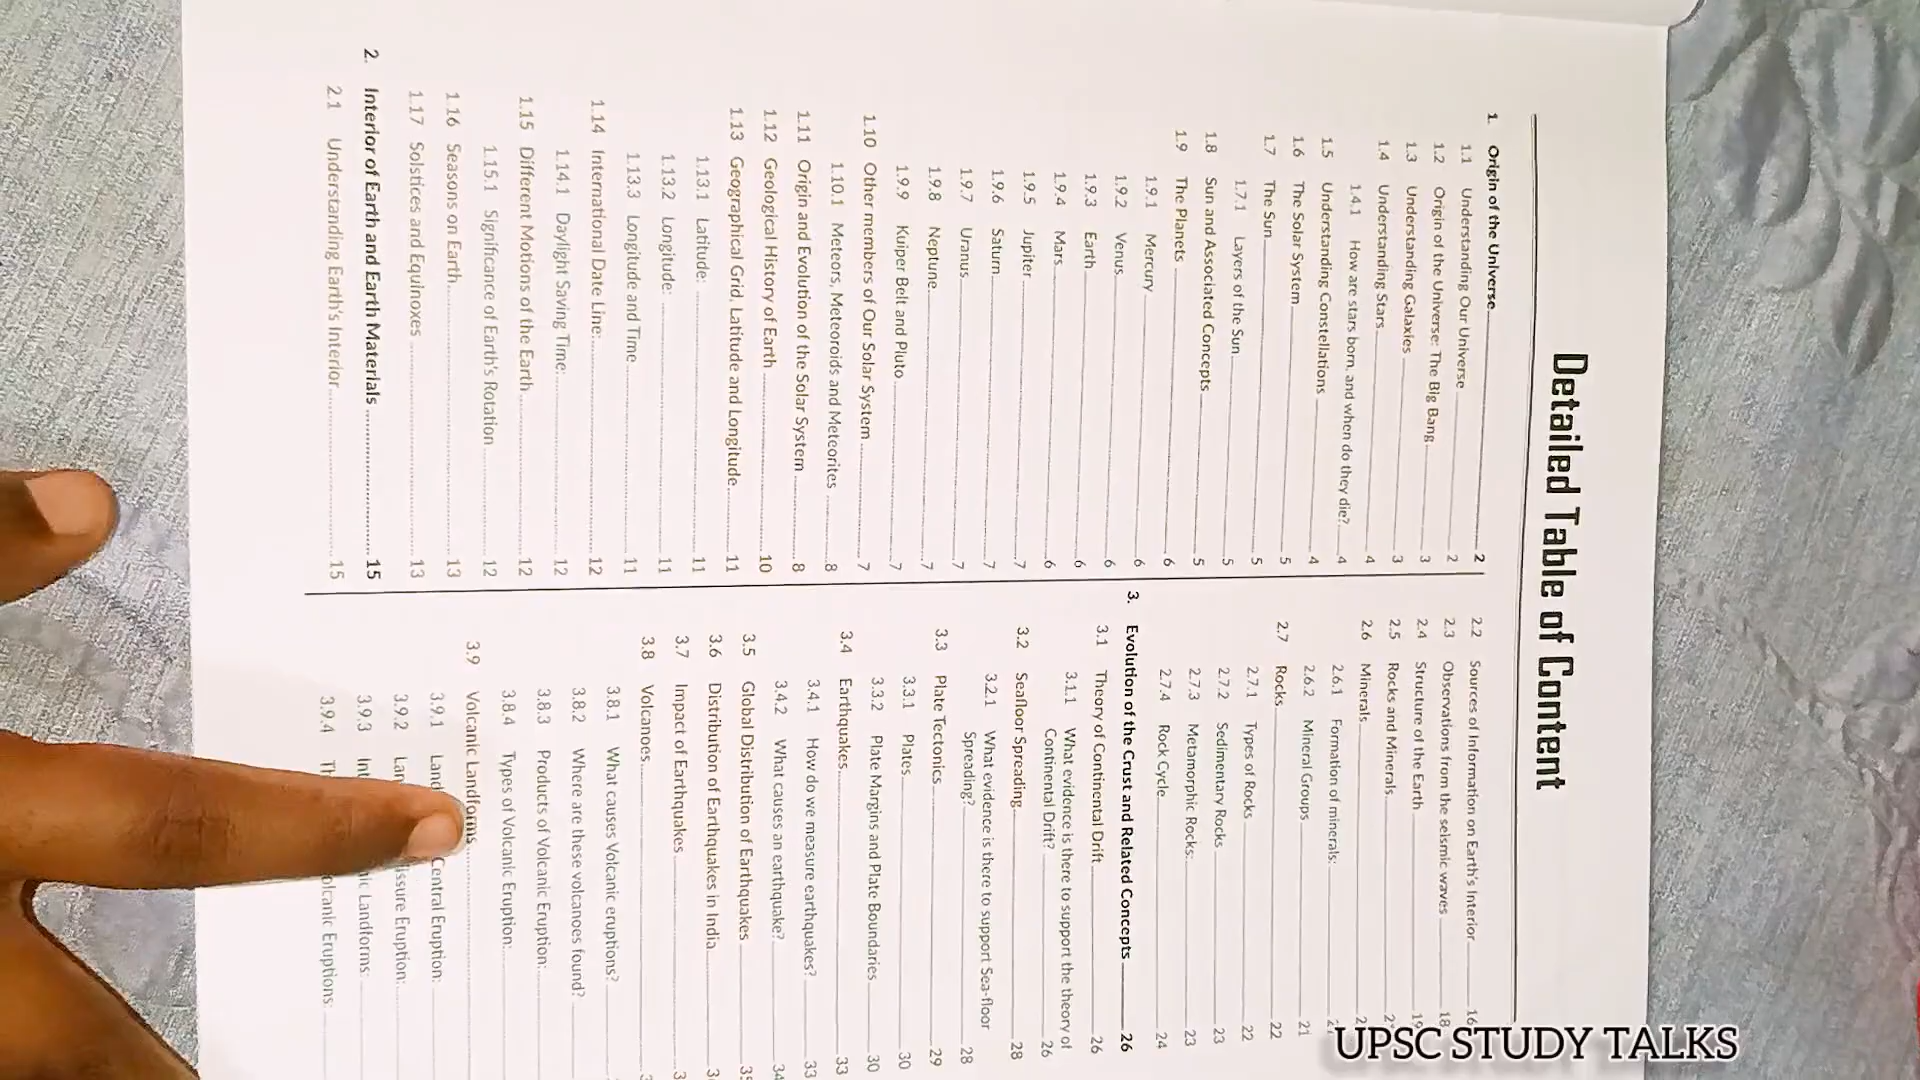 Detailed Table of Content
1. Origin of the Universe 2
1.1 Understanding Our Universe 2
1.2 Origin of the Universe: The Big Bang 3
1.3 Understanding Galaxies 3
1.4 Understanding Stars 4
1.4.1 How are stars born, and when do they die? 4
1.5 Understanding Constellations 4
1.6 The Solar System 5
1.7 The Sun 5
1.7.1 Layers of the Sun 5
1.8 Sun and Associated Concepts 5
1.9 The Planets 6
1.9.1 Mercury 6
1.9.2 Venus 6
1.9.3 Earth 6
1.9.4 Mars 6
1.9.5 Jupiter 7
1.9.6 Saturn 7
1.9.7 Uranus 7
1.9.8 Neptune 7
1.9.9 Kuiper Belt and Pluto 7
1.10 Other members of Our Solar System 7
1.10.1 Meteors, Meteoroids and Meteorites 8
1.11 Origin and Evolution of the Solar System 8
1.12 Geological History of Earth 10
1.13 Geographical Grid, Latitude and Longitude 11
1.13.1 Latitude: 11
1.13.2 Longitude: 11
1.13.3 Longitude and Time 11
1.14 International Date Line: 12
1.14.1 Daylight Saving Time: 12
1.15 Different Motions of the Earth 12
1.15.1 Significance of Earth's Rotation 12
1.16 Seasons on Earth 13
1.17 Solstices and Equinoxes 13
2. Interior of Earth and Earth Materials 15
2.1 Understanding Earth's Interior 15
2.2 Sources of Information on Earth's Interior 16
2.3 Observations from the seismic waves 18
2.4 Structure of the Earth 19
2.5 Rocks and Minerals
2.6 Minerals
2.6.1 Formation of minerals:
2.6.2 Mineral Groups 21
2.7 Rocks 22
2.7.1 Types of Rocks 22
2.7.2 Sedimentary Rocks 23
2.7.3 Metamorphic Rocks: 23
2.7.4 Rock Cycle 24
3. Evolution of the Crust and Related Concepts 26
3.1 Theory of Continental Drift 26
3.1.1 What evidence is there to support the theory of
Continental Drift? 26
3.2 Seafloor Spreading 28
3.2.1 What evidence is there to support Sea-floor
Spreading? 28
3.3 Plate Tectonics 29
3.3.1 Plates 30
3.3.2 Plate Margins and Plate Boundaries 30
3.4 Earthquakes 33
3.4.1 How do we measure earthquakes? 33
3.4.2 What causes an earthquake? 34
3.5 Global Distribution of Earthquakes
3.6 Distribution of Earthquakes in India
3.7 Impact of Earthquakes
3.8 Volcanoes
3.8.1 What causes Volcanic eruptions?
3.8.2 Where are these volcanoes found?
3.8.3 Products of Volcanic Eruption:
3.8.4 Types of Volcanic Eruption:
3.9 Volcanic Landforms
3.9.1 Central Eruption:
3.9.2 Eruption:
3.9.3 Landforms:
3.9.4 Eruptions:
UPSC STUDY TALKS